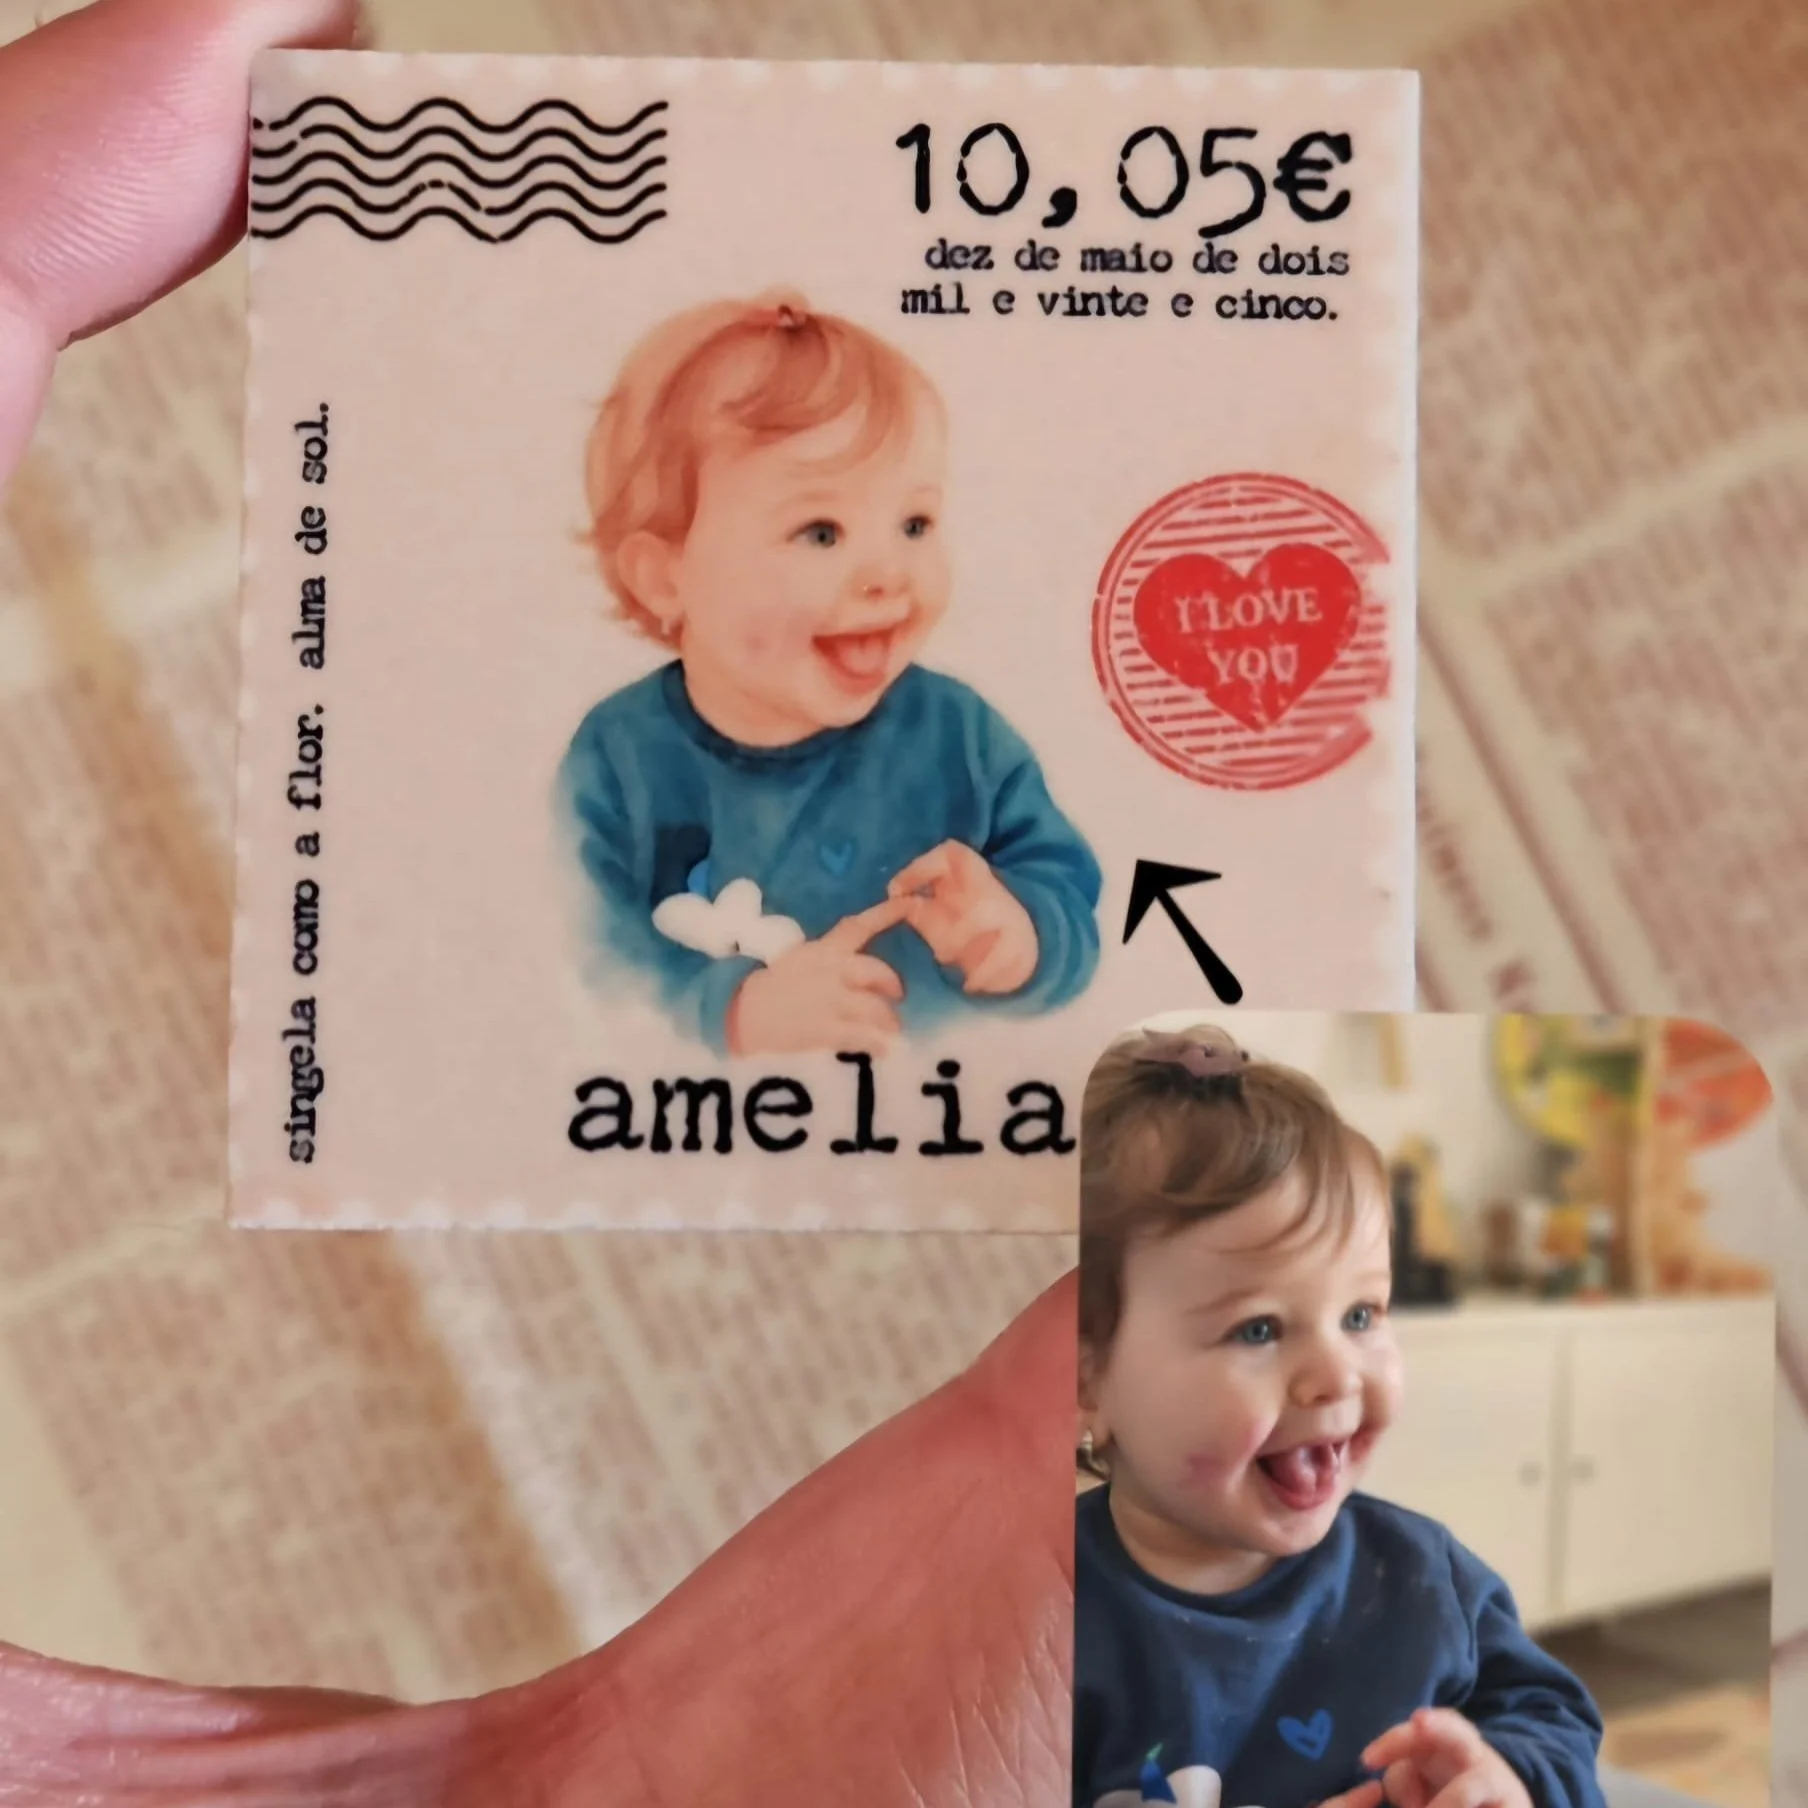 10,05€
dez de maio de dois
mil e vinte e cinco.
singela como a flor. alma de sol.
I LOVE
YOU
amelia